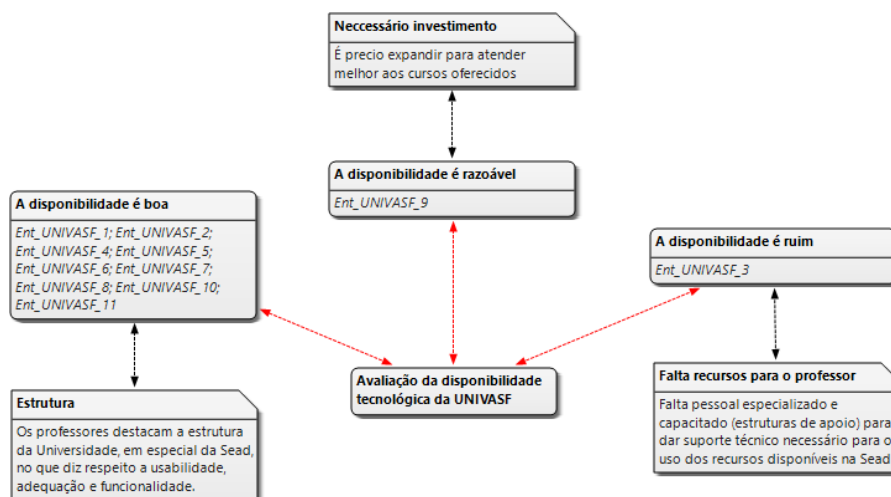 Neccessário investimento
É precio expandir para atender
melhor aos cursos oferecidos
A disponibilidade é razoável
Ent_UNIVASF_9
A disponibilidade é boa
Ent_UNIVASF_1; Ent_UNIVASF_2;
Ent_UNIVASF_4; Ent_UNIVASF_5;
Ent_UNIVASF_6; Ent_UNIVASF_7;
Ent_UNIVASF_8; Ent_UNIVASF_10;
Ent_UNIVASF_11
A disponibilidade é ruim
Ent_UNIVASF_3
Avaliação da disponibilidade
tecnológica da UNIVASF
Estrutura
Os professores destacam a estrutura
da Universidade, em especial da Sead,
no que diz respeito a usabilidade,
adequação e funcionalidade.
Falta recursos para o professor
Falta pessoal especializado e
capacitado (estruturas de apoio) para
dar suporte técnico necessário para o
uso dos recursos disponíveis na Sead